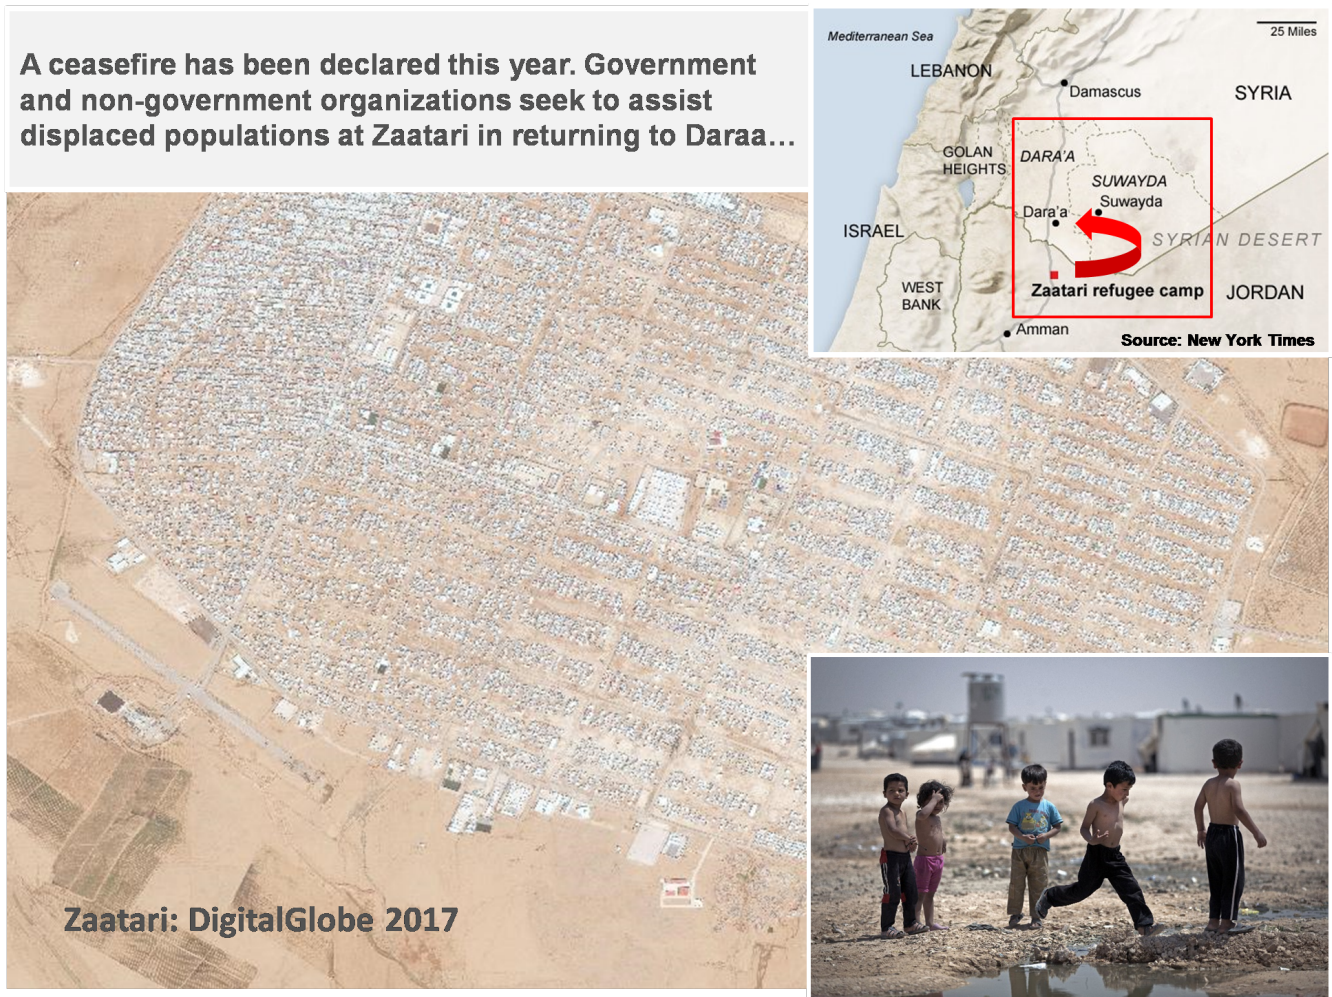 A ceasefire has been declared this year. Government
and non-government organizations seek to assist
displaced populations at Zaatari in returning to Daraa…
25 Miles
Mediterranean Sea
LEBANON
Damascus
SYRIA
GOLAN
HEIGHTS
DARA'A
SUWAYDA
Suwayda
Dara'a
ISRAEL
SYRIAN DESERT
WEST
BANK
Zaatari refugee camp
JORDAN
Amman
Source: New York Times
Zaatari: DigitalGlobe 2017